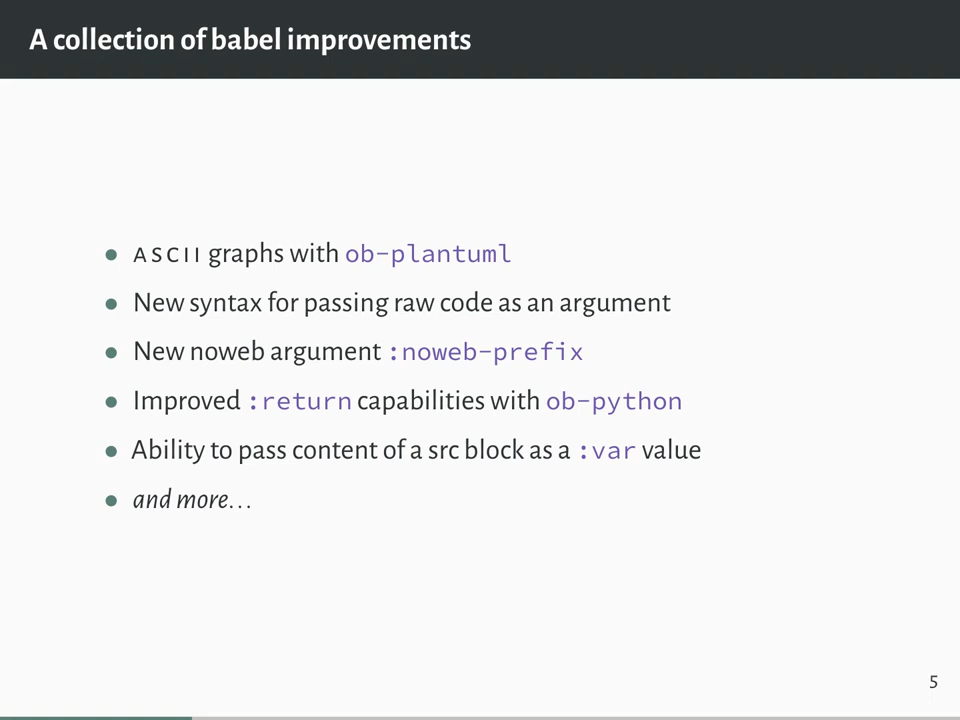 A collection of babel improvements
• ASCII graphs with ob-plantuml
• New syntax for passing raw code as an argument
• New noweb argument :noweb-prefix
• Improved :return capabilities with ob-python
• Ability to pass content of a src block as a :var value
• and more…
5